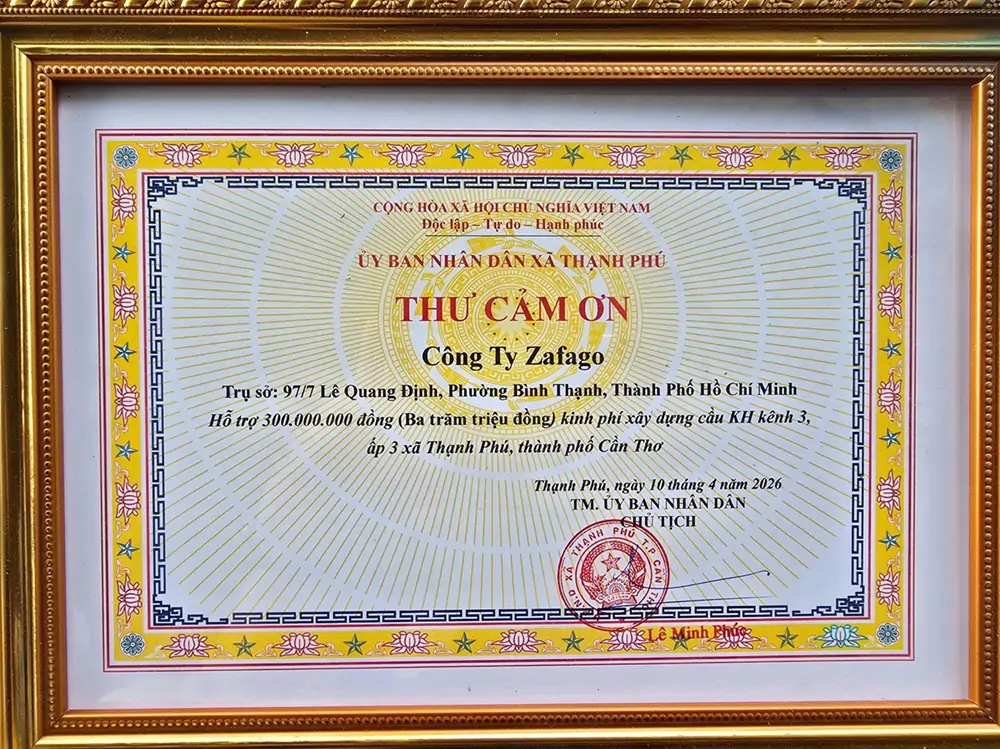 CỘNG HÒA XÃ HỘI CHỦ NGHĨA VIỆT NAM
Độc lập – Tự do – Hạnh phúc
ỦY BAN NHÂN DÂN XÃ THẠNH PHÚ
THƯ CẢM ƠN
Công Ty Zafago
Trụ sở: 97/7 Lê Quang Định, Phường Bình Thạnh, Thành Phố Hồ Chí Minh
Hỗ trợ 300.000.000 đồng (Ba trăm triệu đồng) kinh phí xây dựng cầu KH kênh 3,
ấp 3 xã Thạnh Phú, thành phố Cần Thơ
Thạnh Phú, ngày 10 tháng 4 năm 2026
TM. ỦY BAN NHÂN DÂN
CHỦ TỊCH
XÃ THẠNH PHÚ T.P CẦN
Lê Minh Phúc